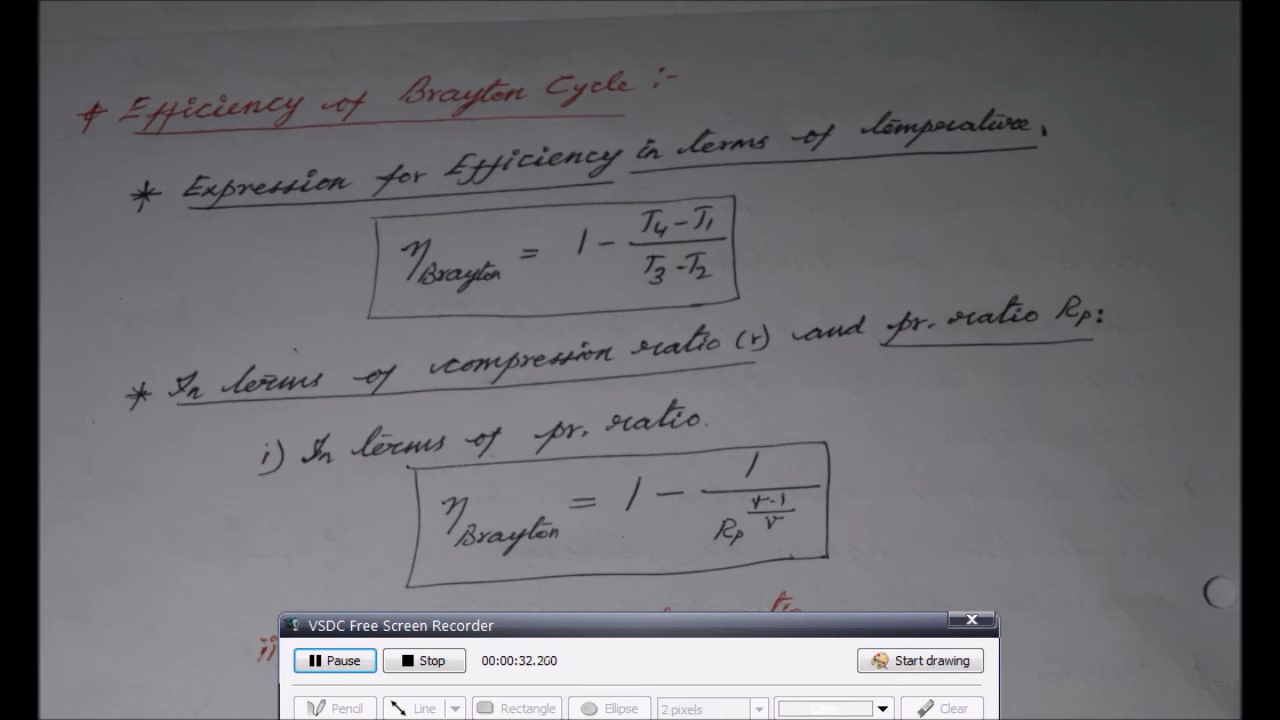 # Efficiency of Brayton Cycle :-
* Expression for Efficiency in terms of temperature.
η Brayton = 1 - (T4 - T1) / (T3 - T2)
* In terms of compression ratio (r) and pr. ratio Rp:
i) In terms of pr. ratio.
η Brayton = 1 - 1 / Rp^((γ-1)/γ)
ii
VSDC Free Screen Recorder
Pause Stop 00:00:32.260 Start drawing
Pencil Line Rectangle Ellipse 2 pixels Clear